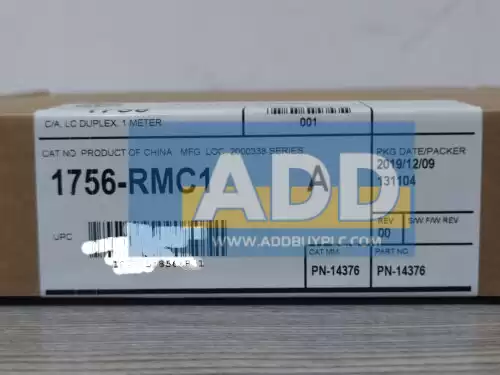 C/A, LC DUPLEX, 1 METER
001
CAT NO PRODUCT OF CHINA MFG. LOC. 2000338 SERIES
PKG DATE/PACKER
1756-RMC1 A
2019/12/09
131104
ADD
WWW.ADDBUYPLC.COM
UPC
REV S/W F/W REV
00
CAT MM. PART NO.
PN-14376 PN-14376